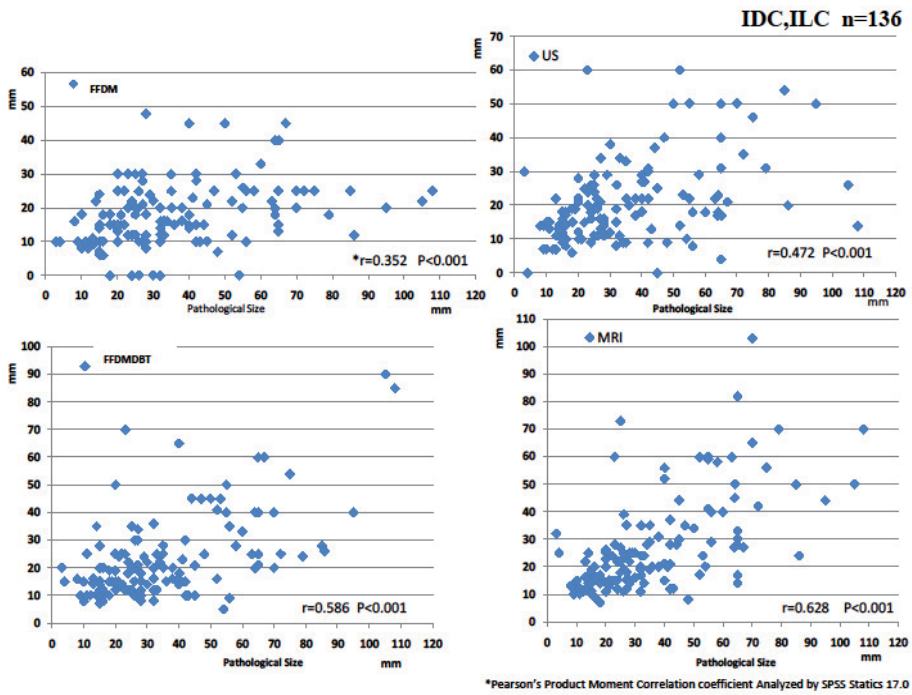 IDC,ILC n=136
FFDM
mm
60
50
40
30
20
10
0
*r=0.352 P<0.001
0 10 20 30 40 50 60 70 80 90 100 110 120
Pathological Size
mm
US
mm
70
60
50
40
30
20
10
0
r=0.472 P<0.001
0 10 20 30 40 50 60 70 80 90 100 110 120
Pathological Size
mm
FFDMDBT
mm
100
90
80
70
60
50
40
30
20
10
0
r=0.586 P<0.001
0 10 20 30 40 50 60 70 80 90 100 110 120
Pathological Size
mm
MRI
mm
110
100
90
80
70
60
50
40
30
20
10
0
r=0.628 P<0.001
0 10 20 30 40 50 60 70 80 90 100 110 120
Pathological Size
mm
*Pearson's Product Moment Correlation coefficient Analyzed by SPSS Statics 17.0